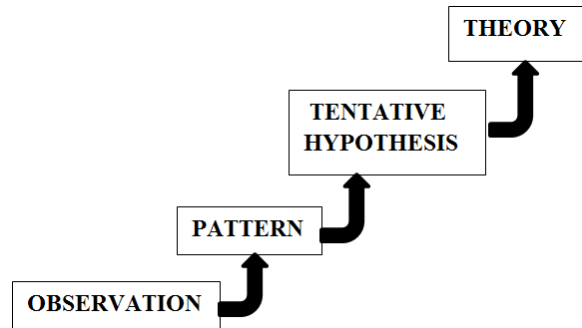 THEORY
TENTATIVE
HYPOTHESIS
PATTERN
OBSERVATION